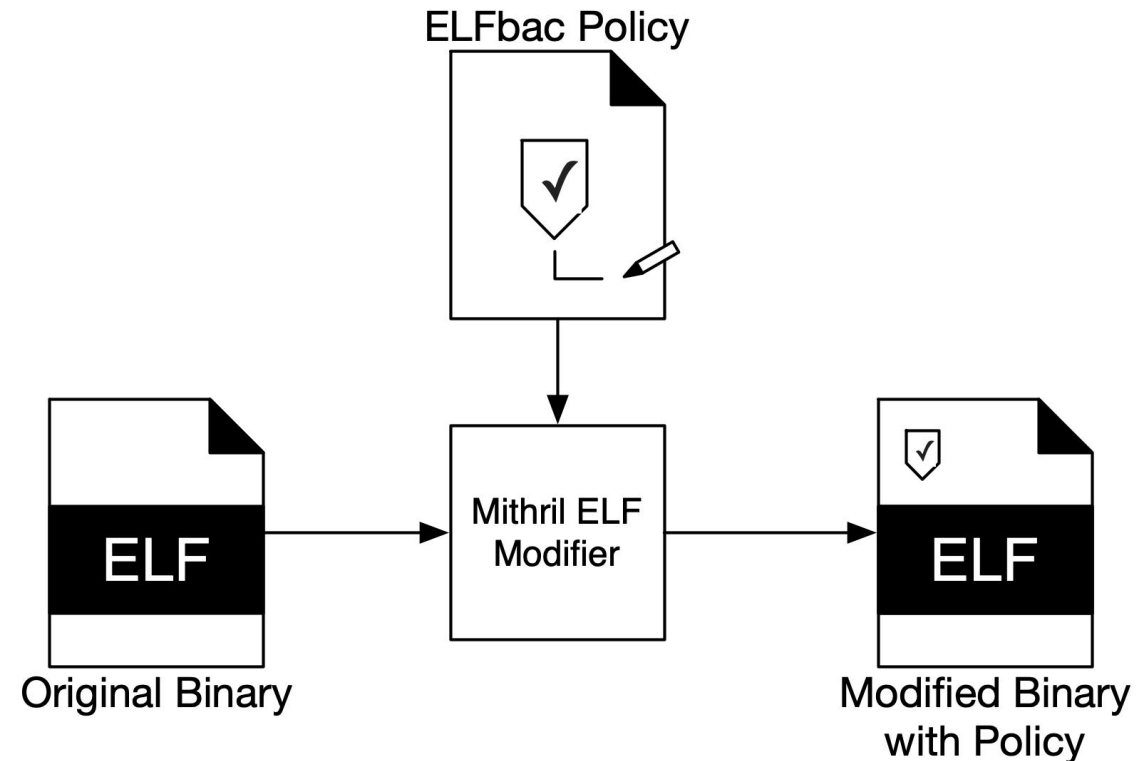 ELFbac Policy
Mithril ELF
Modifier
ELF
ELF
Original Binary
Modified Binary
with Policy